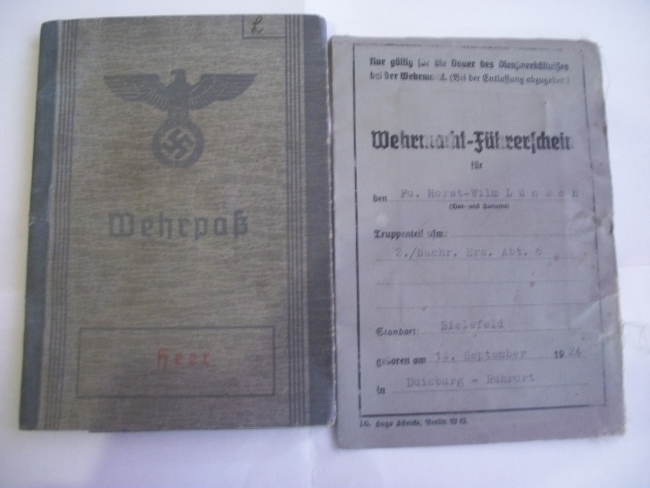 L
Wehrpaß
Heer
Nur gültig für die Dauer des Dienstverhältnisses
bei der Wehrmacht. (Bei der Entlassung abzugeben.)
Wehrmacht-Führerschein
für
den Fu. Horst-Wilm Lünsch
(Vor- und Zuname)
Truppenteil usw.
2./Nachr. Ers. Abt. 6
Standort: Bielefeld
geboren am September 1924
in Duisburg - Ruhrort
Berlin